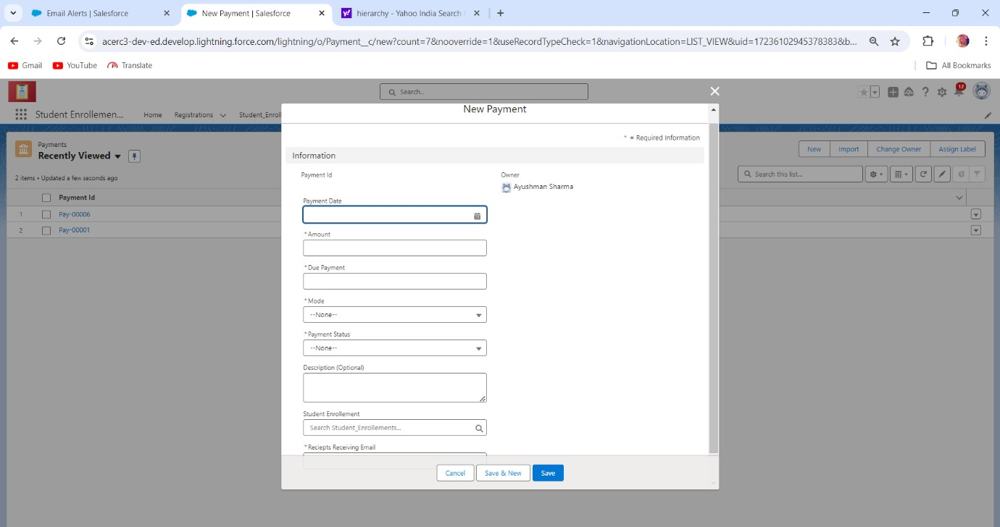 Email Alerts | Salesforce
New Payment | Salesforce
hierarchy - Yahoo India Search
acerc3-dev-ed.develop.lightning.force.com/lightning/o/Payment__c/new?count=7&nooverride=1&useRecordTypeCheck=1&navigationLocation=LIST_VIEW&uid=17236102945378383&b...
Gmail
YouTube
Translate
All Bookmarks
Search...
12
Student Enrollemen...
Home
Registrations
Student_Enroll
New Payment
* = Required Information
Payments
Recently Viewed
New
Import
Change Owner
Assign Label
2 items • Updated a few seconds ago
Search this list...
Payment Id
1
Pay-00006
2
Pay-00001
Information
Payment Id
Owner
Ayushman Sharma
Payment Date
*Amount
*Due Payment
*Mode
--None--
*Payment Status
--None--
Description (Optional)
Student Enrollement
Search Student_Enrollements...
*Reciepts Receiving Email
Cancel
Save & New
Save